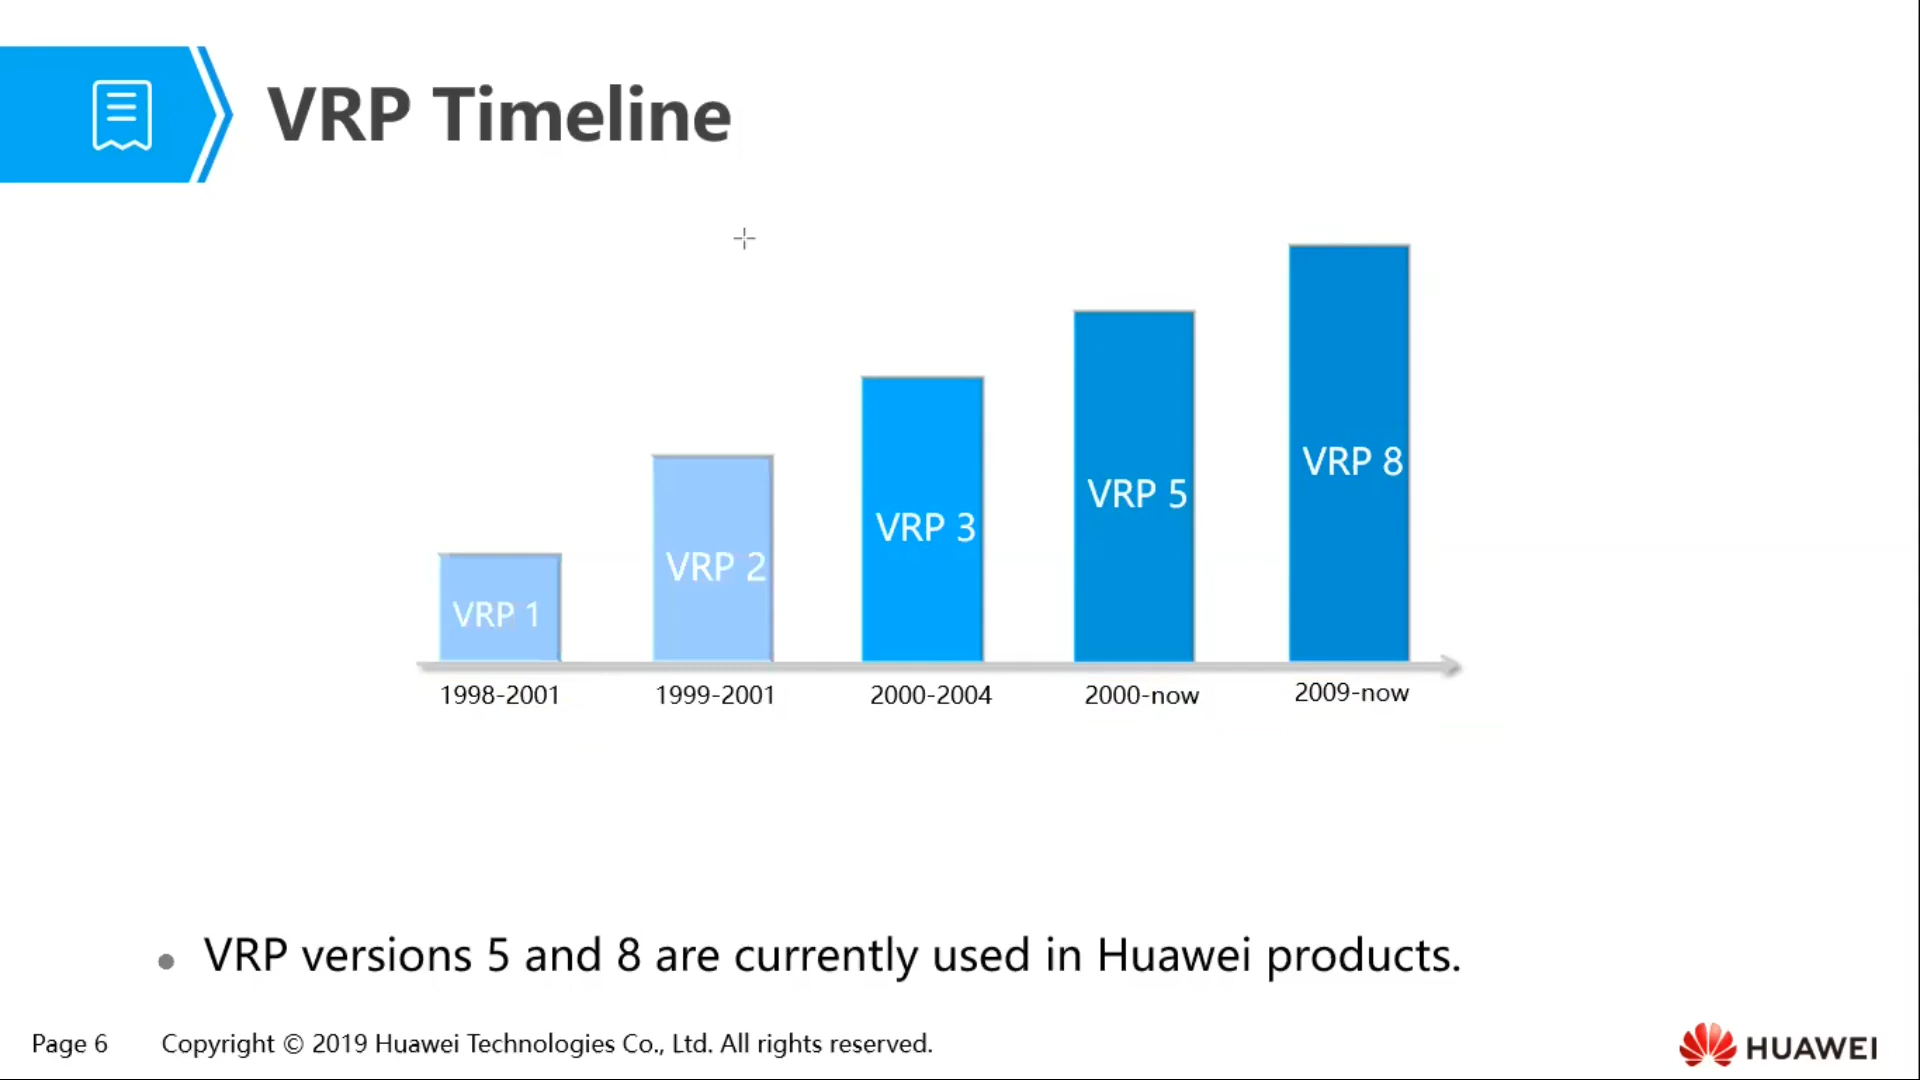 VRP Timeline
VRP 1
VRP 2
VRP 3
VRP 5
VRP 8
1998-2001
1999-2001
2000-2004
2000-now
2009-now
VRP versions 5 and 8 are currently used in Huawei products.
Page 6
Copyright © 2019 Huawei Technologies Co., Ltd. All rights reserved.
HUAWEI